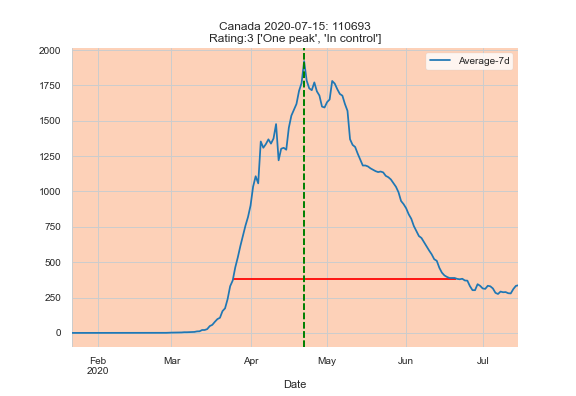 Canada 2020-07-15: 110693
Rating:3 ['One peak', 'In control']
Average-7d
2000
1750
1500
1250
1000
750
500
250
0
Feb
2020
Mar
Apr
May
Jun
Jul
Date